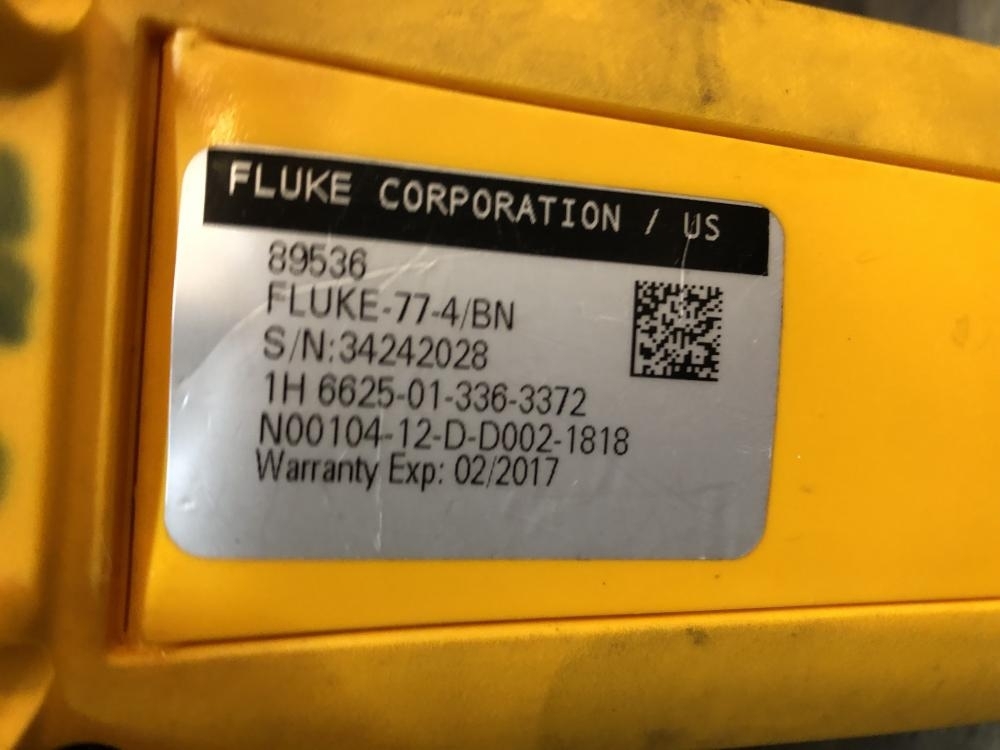 FLUKE CORPORATION / US
89536
FLUKE-77-4/BN
S/N:34242028
1H 6625-01-336-3372
N00104-12-D-D002-1818
Warranty Exp: 02/2017